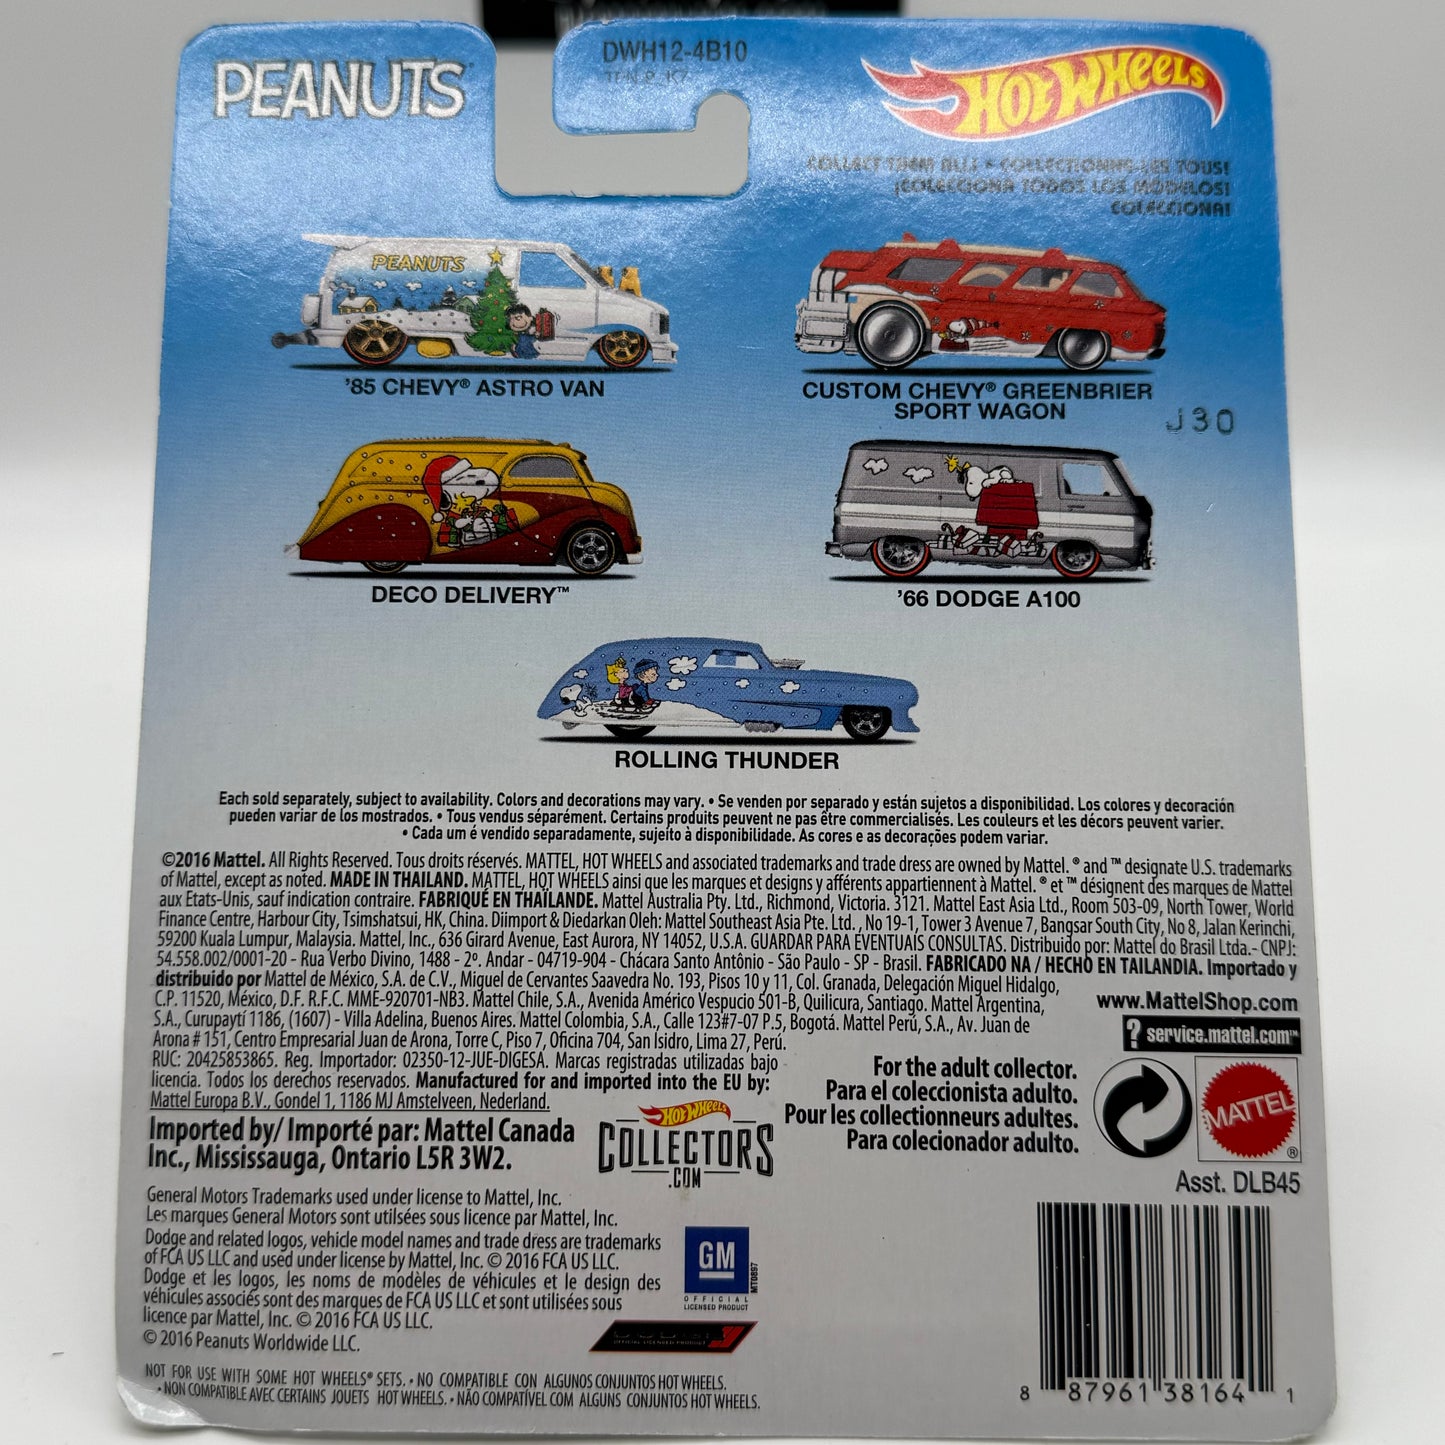 PEANUTS
DWH12-4B10
HOT WHEELS
COLLECT THEM ALL! • COLLECTIONNE-LES TOUS!
¡COLECCIONA TODOS LOS MODELOS!
COLECCIONA!
PEANUTS
'85 CHEVY® ASTRO VAN
CUSTOM CHEVY® GREENBRIER
SPORT WAGON
J30
DECO DELIVERY™
'66 DODGE A100
ROLLING THUNDER
Each sold separately, subject to availability. Colors and decorations may vary. • Se venden por separado y están sujetos a disponibilidad. Los colores y decoración
pueden variar de los mostrados. • Tous vendus séparément. Certains produits peuvent ne pas être commercialisés. Les couleurs et les décors peuvent varier.
• Cada um é vendido separadamente, sujeito à disponibilidade. As cores e as decorações podem variar.
©2016 Mattel. All Rights Reserved. Tous droits réservés. MATTEL, HOT WHEELS and associated trademarks and trade dress are owned by Mattel. ® and ™ designate U.S. trademarks
of Mattel, except as noted. MADE IN THAILAND. MATTEL, HOT WHEELS ainsi que les marques et designs y afférents appartiennent à Mattel. ® et ™ désignent des marques de Mattel
aux États-Unis, sauf indication contraire. FABRIQUÉ EN THAÏLANDE. Mattel Australia Pty. Ltd., Richmond, Victoria. 3121. Mattel East Asia Ltd., Room 503-09, North Tower, World
Finance Centre, Harbour City, Tsimshatsui, HK, China. Diimport & Diedarkan Oleh: Mattel Southeast Asia Pte. Ltd., No 19-1, Tower 3 Avenue 7, Bangsar South City, No 8, Jalan Kerinchi,
59200 Kuala Lumpur, Malaysia. Mattel, Inc., 636 Girard Avenue, East Aurora, NY 14052, U.S.A. GUARDAR PARA EVENTUAIS CONSULTAS. Distribuido por: Mattel do Brasil Ltda.- CNPJ:
54.558.002/0001-20 - Rua Verbo Divino, 1488 - 2º. Andar - 04719-904 - Chácara Santo Antônio - São Paulo - SP - Brasil. FABRICADO NA / HECHO EN TAILANDIA. Importado y
distribuido por Mattel de México, S.A. de C.V., Miguel de Cervantes Saavedra No. 193, Pisos 10 y 11, Col. Granada, Delegación Miguel Hidalgo,
C.P. 11520, México, D.F. R.F.C. MME-920701-NB3. Mattel Chile, S.A., Avenida Américo Vespucio 501-B, Quilicura, Santiago. Mattel Argentina,
S.A., Curupaytí 1186, (1607) - Villa Adelina, Buenos Aires. Mattel Colombia, S.A., Calle 123#7-07 P.5, Bogotá. Mattel Perú, S.A., Av. Juan de
Arona # 151, Centro Empresarial Juan de Arona, Torre C, Piso 7, Oficina 704, San Isidro, Lima 27, Perú.
RUC: 20425853865. Reg. Importador: 02350-12-JUE-DIGESA. Marcas registradas utilizadas bajo
licencia. Todos los derechos reservados. Manufactured for and imported into the EU by:
Mattel Europa B.V., Gondel 1, 1186 MJ Amstelveen, Nederland.
www.MattelShop.com
? service.mattel.com™
For the adult collector.
Para el coleccionista adulto.
Pour les collectionneurs adultes.
Para colecionador adulto.
MATTEL ®
Imported by/ Importé par: Mattel Canada
Inc., Mississauga, Ontario L5R 3W2.
HOT WHEELS
COLLECTORS
.COM
Asst. DLB45
General Motors Trademarks used under license to Mattel, Inc.
Les marques General Motors sont utilsées sous licence par Mattel, Inc.
Dodge and related logos, vehicle model names and trade dress are trademarks
of FCA US LLC and used under license by Mattel, Inc. © 2016 FCA US LLC.
Dodge et les logos, les noms de modèles de véhicules et le design des
véhicules associés sont des marques de FCA US LLC et sont utilisées sous
licence par Mattel, Inc. © 2016 FCA US LLC.
© 2016 Peanuts Worldwide LLC.
GM
OFFICIAL
LICENSED PRODUCT
MT0897
DODGE
OFFICIAL LICENSED PRODUCT
NOT FOR USE WITH SOME HOT WHEELS® SETS. • NO COMPATIBLE CON ALGUNOS CONJUNTOS HOT WHEELS.
• NON COMPATIBLE AVEC CERTAINS JOUETS HOT WHEELS. • NÃO COMPATÍVEL COM ALGUNS CONJUNTOS HOT WHEELS.
8 87961 38164 1